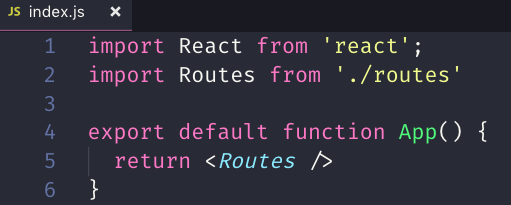 JS index.js ×
1 import React from 'react';
2 import Routes from './routes'
3
4 export default function App() {
5   return <Routes />
6 }